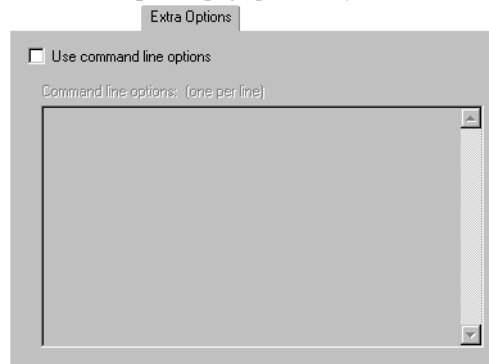 Extra Options
Use command line options
Command line options: (one per line)